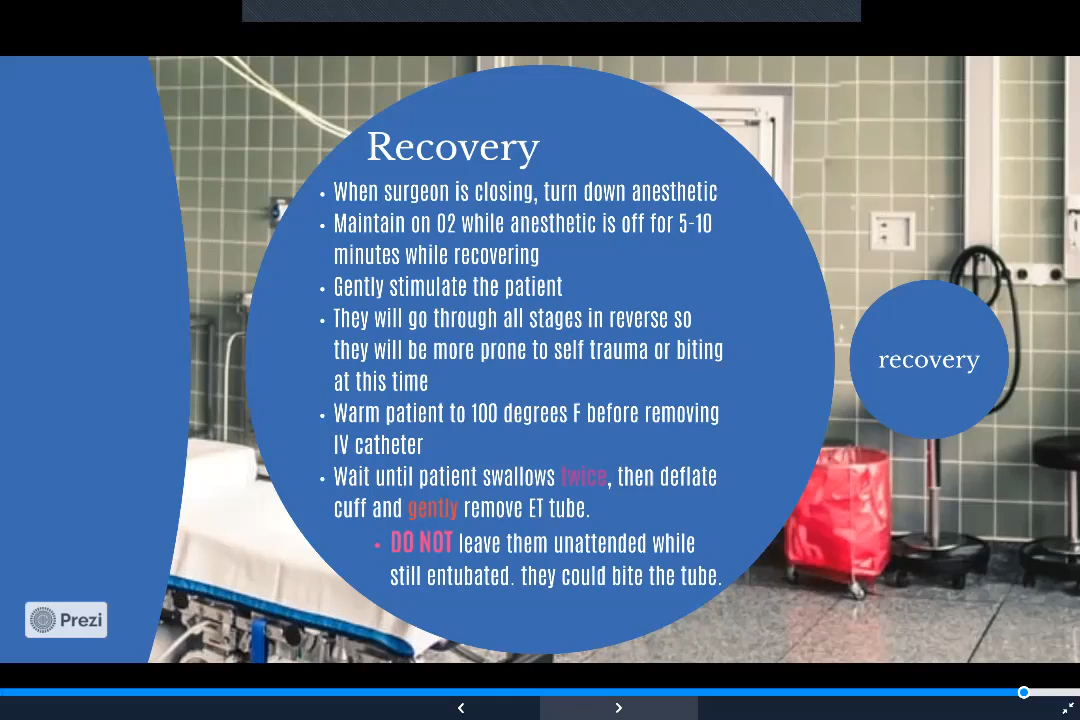 Recovery
• When surgeon is closing, turn down anesthetic
• Maintain on O2 while anesthetic is off for 5-10
minutes while recovering
• Gently stimulate the patient
• They will go through all stages in reverse so
they will be more prone to self trauma or biting
at this time
• Warm patient to 100 degrees F before removing
IV catheter
• Wait until patient swallows twice, then deflate
cuff and gently remove ET tube.
• DO NOT leave them unattended while
still entubated. they could bite the tube.
recovery
Prezi